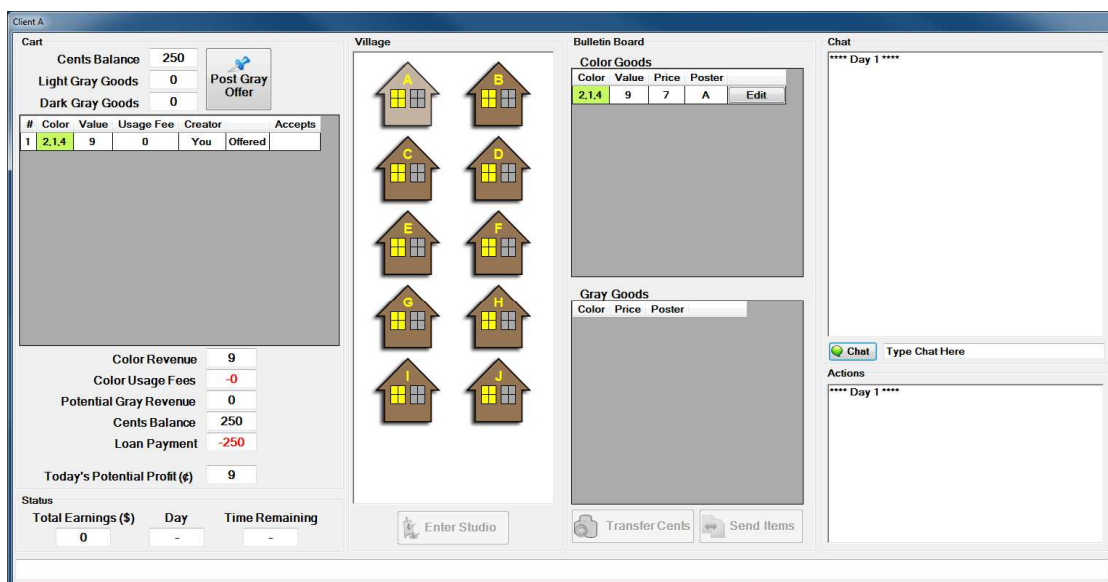 Client A
Cart
Cents Balance 250
Light Gray Goods 0
Dark Gray Goods 0
Post Gray Offer
# Color Value Usage Fee Creator Accepts
1 2,1,4 9 0 You Offered
Color Revenue 9
Color Usage Fees -0
Potential Gray Revenue 0
Cents Balance 250
Loan Payment -250
Today's Potential Profit (¢) 9
Status
Total Earnings ($) Day Time Remaining
0 - -
Village
A B
C D
E F
G H
I J
Enter Studio
Bulletin Board
Color Goods
Color Value Price Poster
2,1,4 9 7 A Edit
Gray Goods
Color Price Poster
Transfer Cents Send Items
Chat
**** Day 1 ****
Chat Type Chat Here
Actions
**** Day 1 ****